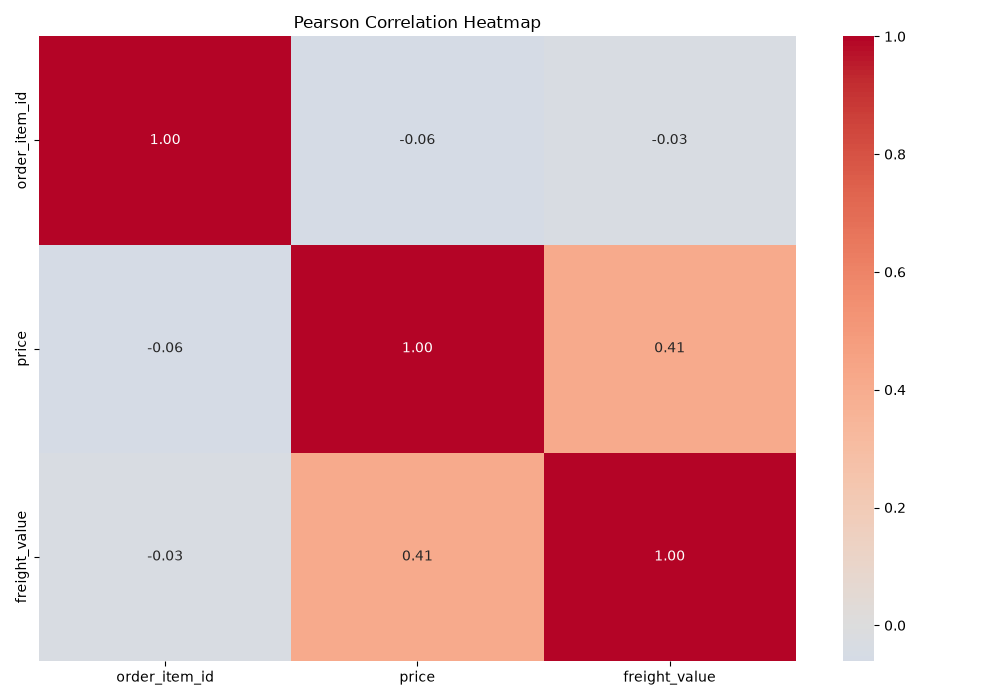 Pearson Correlation Heatmap
order_item_id
1.00
-0.06
-0.03
price
-0.06
1.00
0.41
freight_value
-0.03
0.41
1.00
order_item_id
price
freight_value
1.0
0.8
0.6
0.4
0.2
0.0